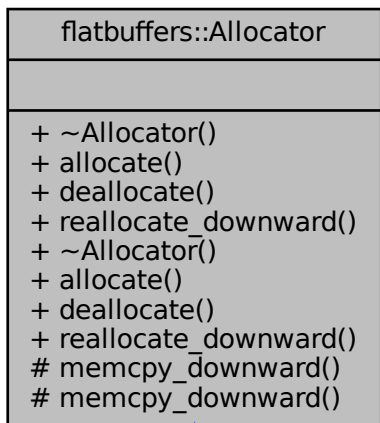 flatbuffers::Allocator
+ ~Allocator()
+ allocate()
+ deallocate()
+ reallocate_downward()
+ ~Allocator()
+ allocate()
+ deallocate()
+ reallocate_downward()
# memcpy_downward()
# memcpy_downward()